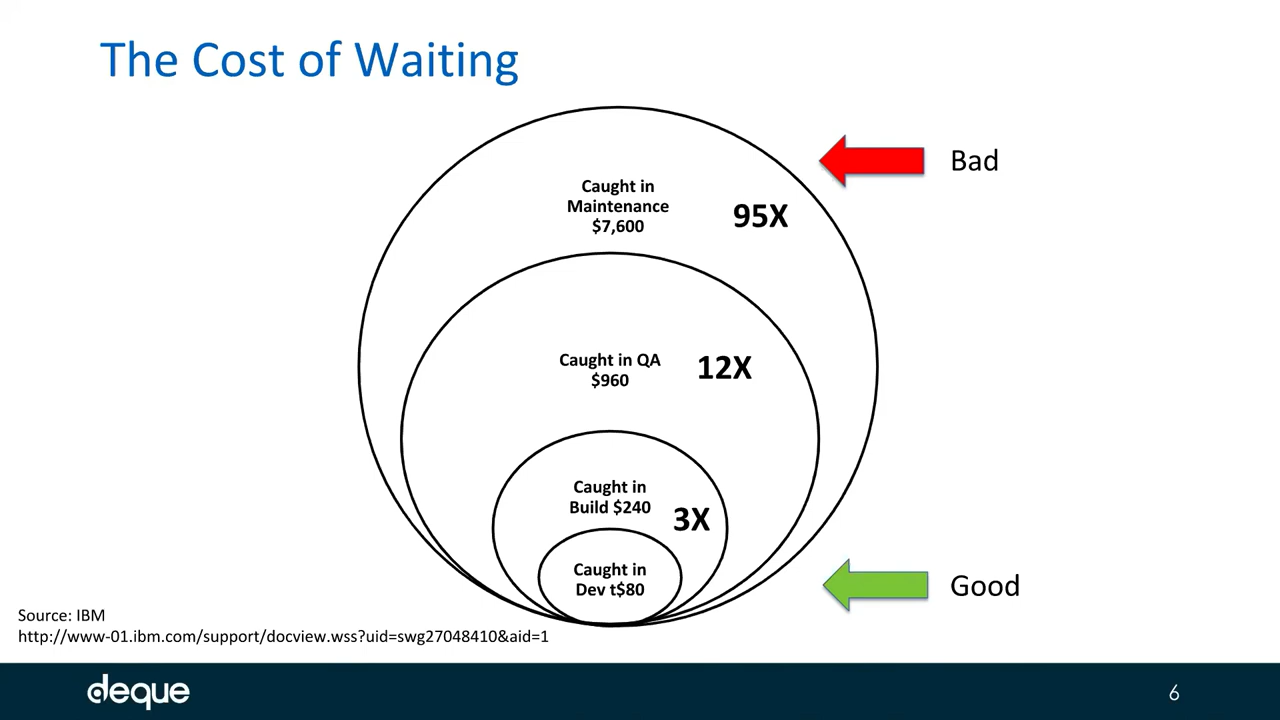 The Cost of Waiting
Bad
Caught in
Maintenance
$7,600
95X
Caught in QA
$960
12X
Caught in
Build $240
3X
Caught in
Dev t$80
Good
Source: IBM
http://www-01.ibm.com/support/docview.wss?uid=swg27048410&aid=1
deque
6